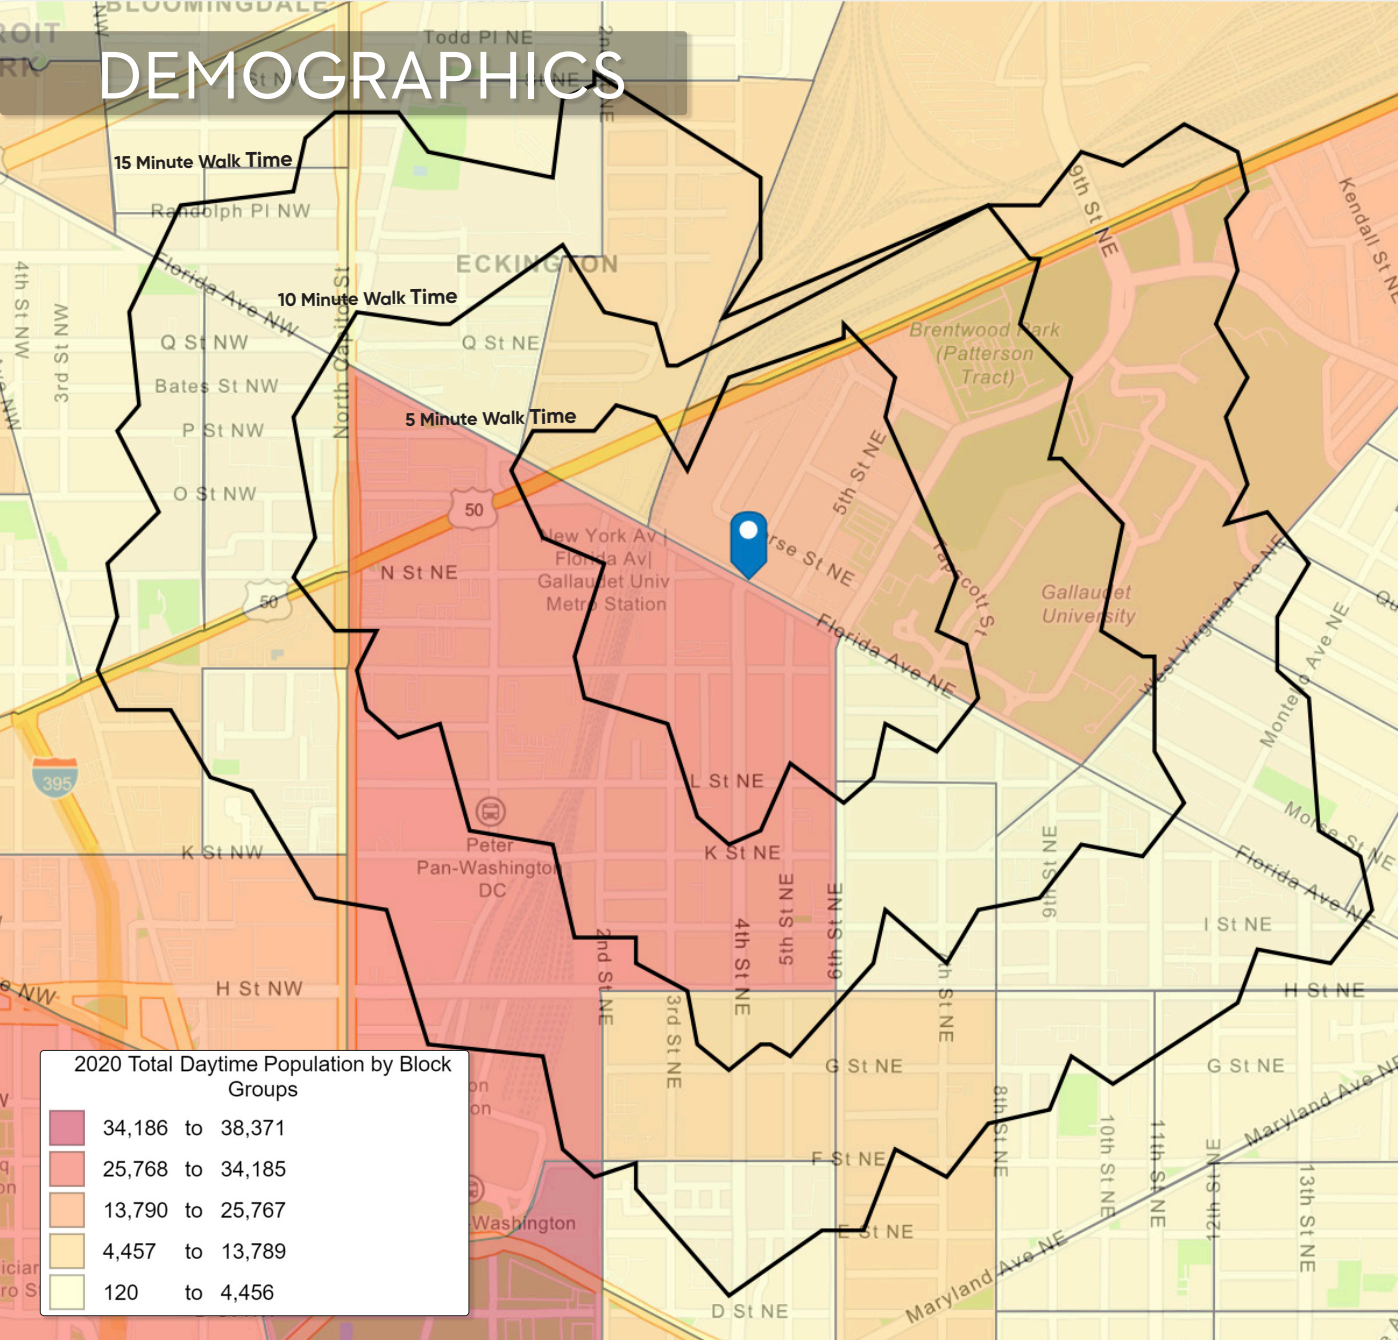 BLOOMINGDALE
Todd Pl NE
DEMOGRAPHICS
15 Minute Walk Time
Randolph Pl NW
9th St NE
Kendall St NE
Florida Ave NW
ECKINGTON
4th St NW
3rd St NW
10 Minute Walk Time
North Capitol St
Q St NW
Q St NE
Brentwood Park
(Patterson
Tract)
Bates St NW
5 Minute Walk Time
P St NW
5th St NE
O St NW
50
New York Av |
Florida Av|
Gallaudet Univ
Metro Station
N St NE
50
Tapscott St
Gallaudet
University
Florida Ave NE
West Virginia Ave NE
Montello Ave NE
395
L St NE
Peter
Pan-Washington
DC
K St NW
K St NE
Morse St NE
Florida Ave NE
9th St NE
5th St NE
4th St NE
6th St NE
I St NE
2nd St NE
H St NW
H St NE
3rd St NE
G St NE
G St NE
8th St NE
10th St NE
11th St NE
12th St NE
13th St NE
Maryland Ave NE
F St NE
-Washington
E St NE
Maryland Ave NE
D St NE
2020 Total Daytime Population by Block
Groups
34,186 to 38,371
25,768 to 34,185
13,790 to 25,767
4,457 to 13,789
120 to 4,456